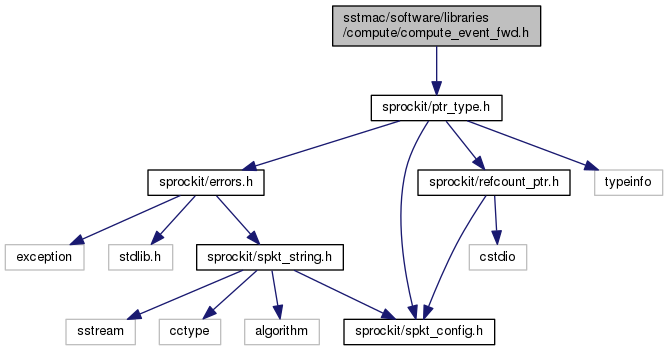 sstmac/software/libraries
/compute/compute_event_fwd.h
sprockit/ptr_type.h
sprockit/errors.h
sprockit/refcount_ptr.h
typeinfo
exception
stdlib.h
sprockit/spkt_string.h
cstdio
sstream
cctype
algorithm
sprockit/spkt_config.h